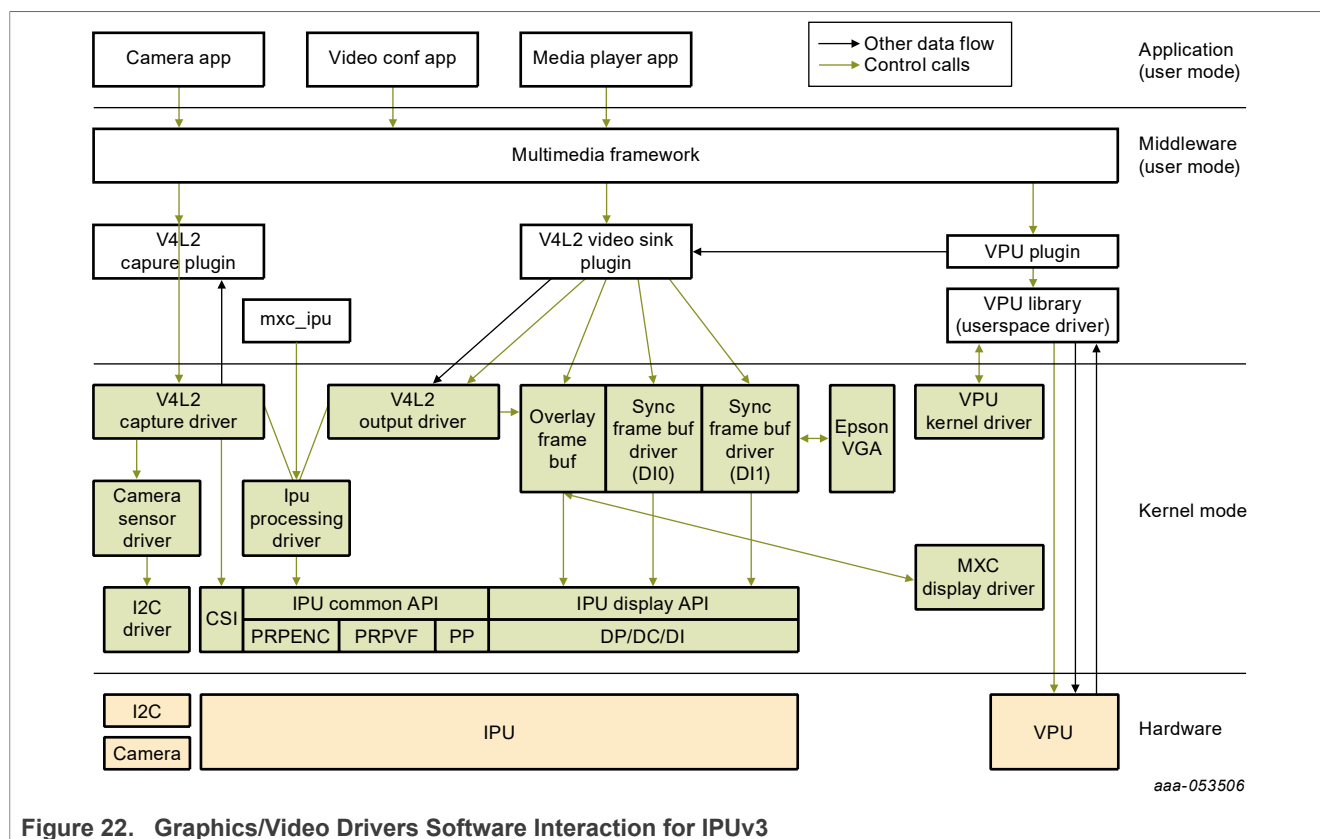 Camera app
Video conf app
Media player app
Other data flow
Control calls
Application
(user mode)
Multimedia framework
Middleware
(user mode)
V4L2
capure plugin
V4L2 video sink
plugin
VPU plugin
mxc_ipu
VPU library
(userspace driver)
V4L2
capture driver
V4L2
output driver
Overlay
frame
buf
Sync
frame buf
driver
(DI0)
Sync
frame buf
driver
(DI1)
Epson
VGA
VPU
kernel driver
Camera
sensor
driver
Ipu
processing
driver
Kernel mode
MXC
display driver
I2C
driver
CSI
IPU common API
IPU display API
PRPENC
PRPVF
PP
DP/DC/DI
I2C
Camera
IPU
VPU
Hardware
aaa-053506
Figure 22. Graphics/Video Drivers Software Interaction for IPUv3